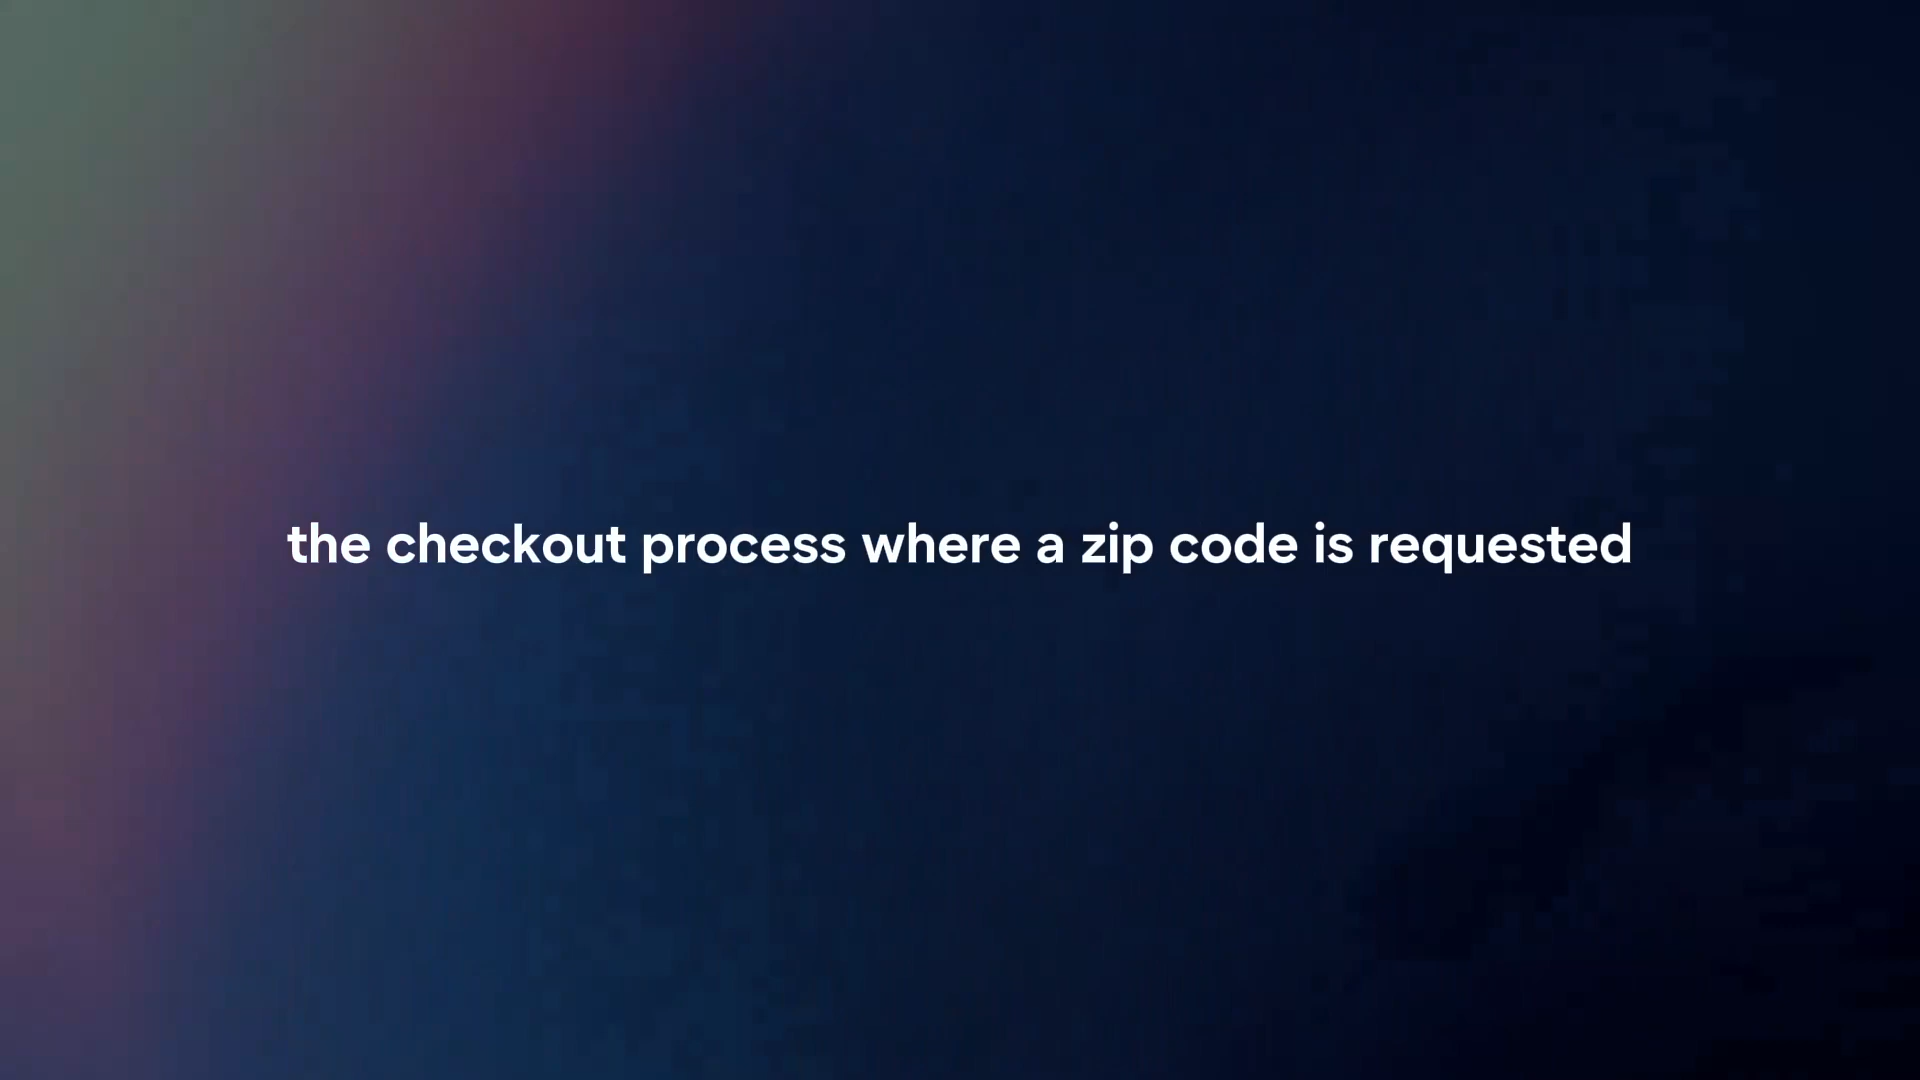 the checkout process where a zip code is requested